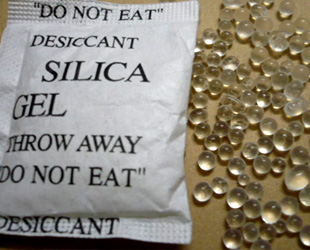 "DO NOT EAT"
DESICCANT
SILICA
GEL
THROW AWAY
"DO NOT EAT"
DESICCANT